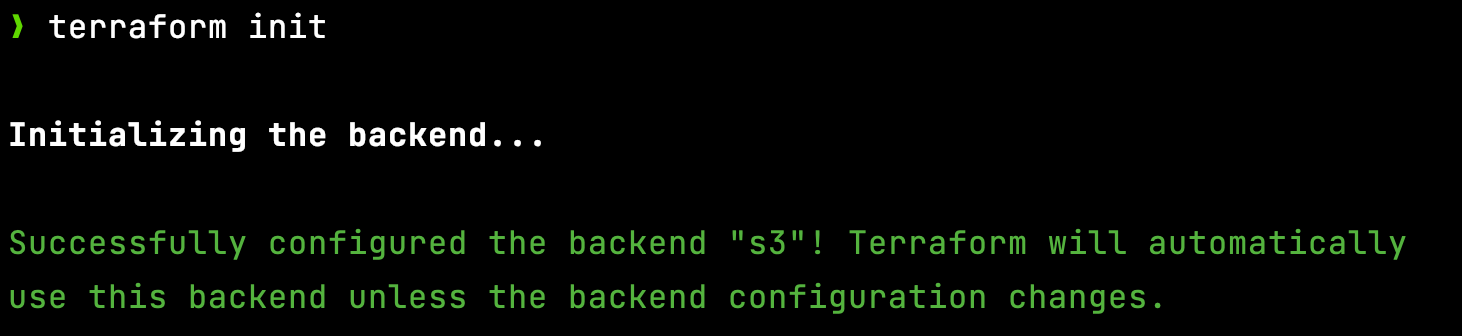 ❯ terraform init
Initializing the backend...
Successfully configured the backend "s3"! Terraform will automatically
use this backend unless the backend configuration changes.